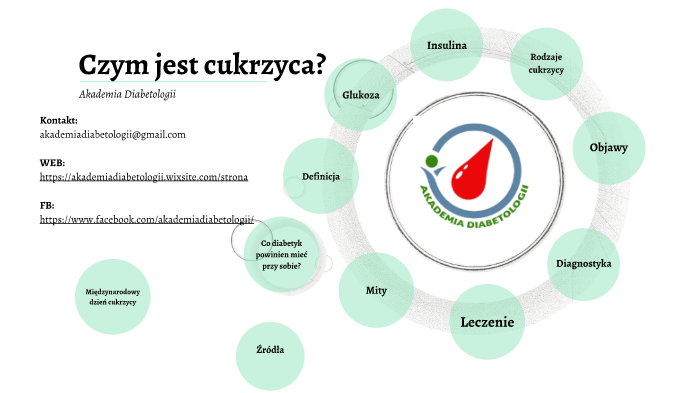 Czym jest cukrzyca?
Akademia Diabetologii
Kontakt:
akademiadiabetologii@gmail.com
WEB:
https://akademiadiabetologii.wixsite.com/strona
FB:
https://www.facebook.com/akademiadiabetologii/
Insulina
Rodzaje
cukrzycy
Glukoza
Objawy
Definicja
AKADEMIA DIABETOLOGII
Co diabetyk
powinien mieć
przy sobie?
Diagnostyka
Mity
Międzynarodowy
dzień cukrzycy
Leczenie
Źródła